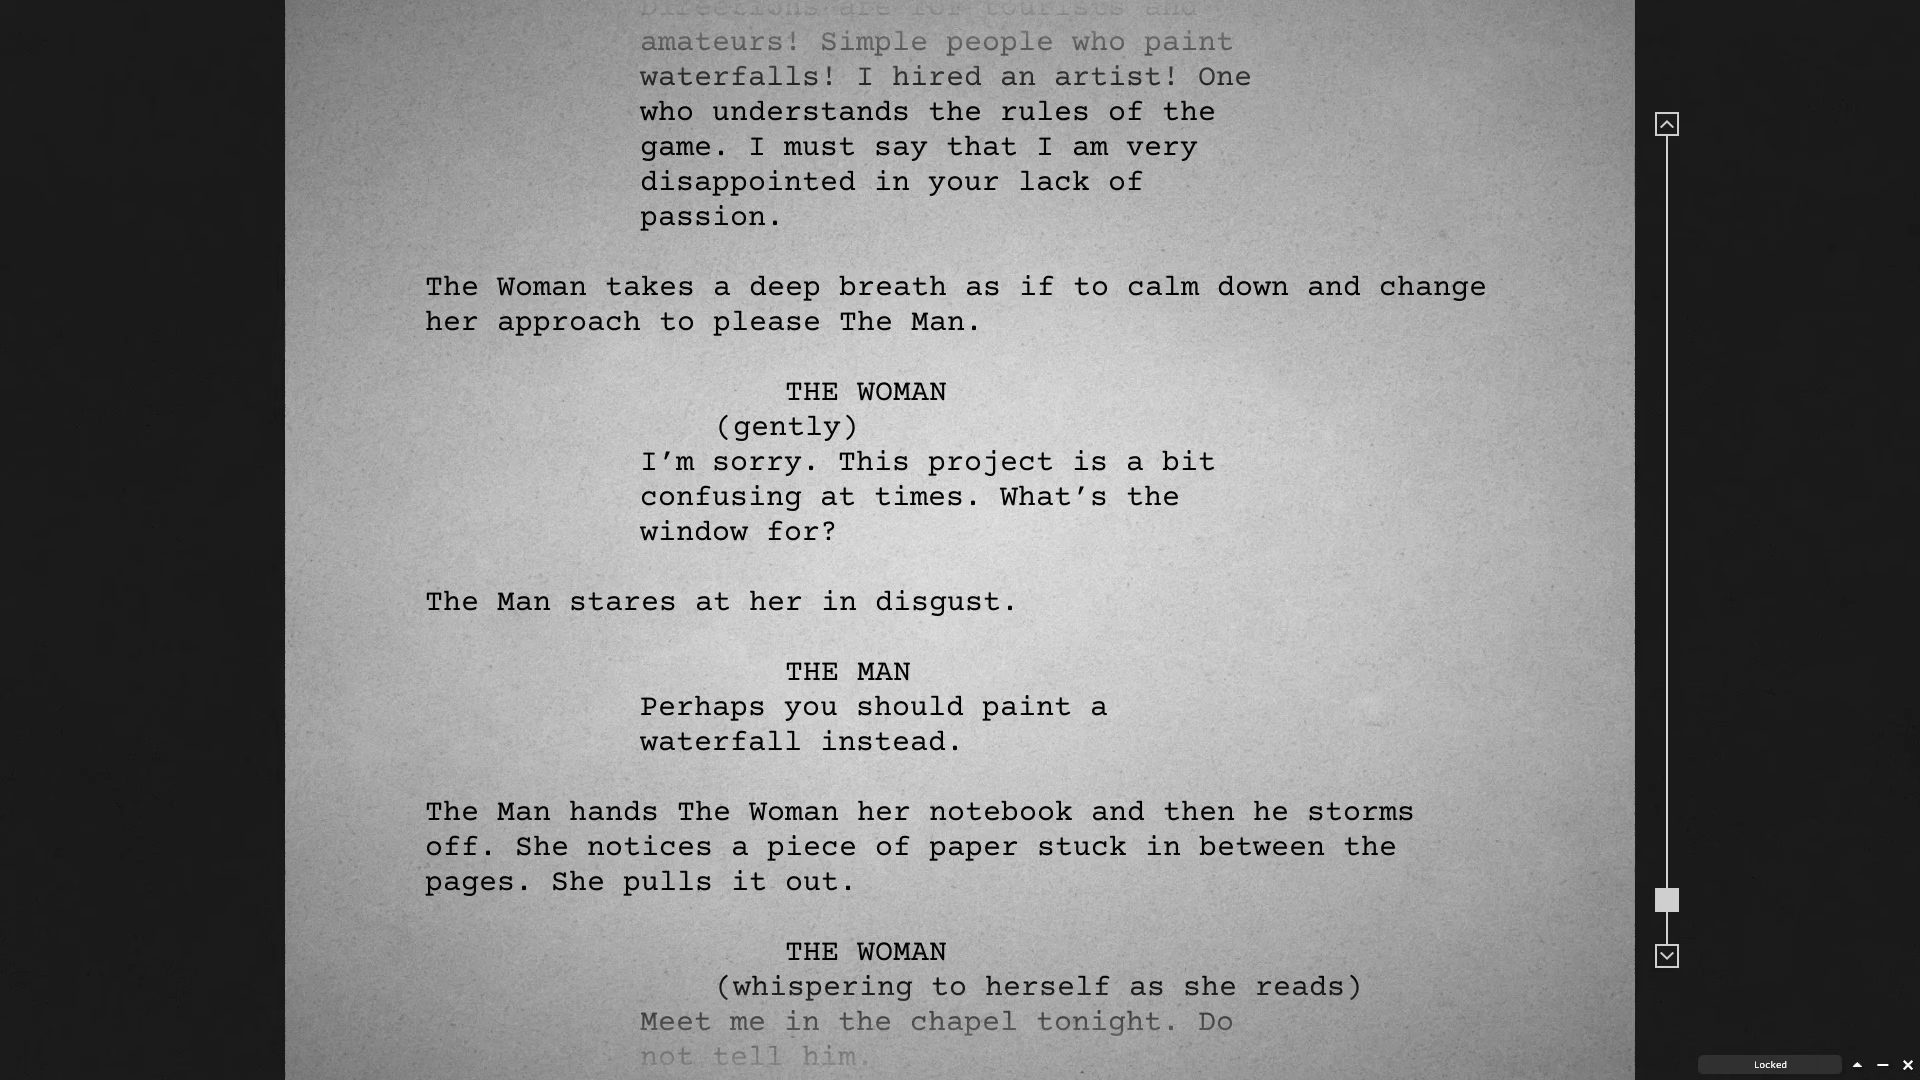 Directions are for tourists and
amateurs! Simple people who paint
waterfalls! I hired an artist! One
who understands the rules of the
game. I must say that I am very
disappointed in your lack of
passion.
The Woman takes a deep breath as if to calm down and change
her approach to please The Man.
THE WOMAN
(gently)
I’m sorry. This project is a bit
confusing at times. What’s the
window for?
The Man stares at her in disgust.
THE MAN
Perhaps you should paint a
waterfall instead.
The Man hands The Woman her notebook and then he storms
off. She notices a piece of paper stuck in between the
pages. She pulls it out.
THE WOMAN
(whispering to herself as she reads)
Meet me in the chapel tonight. Do
not tell him.
Locked